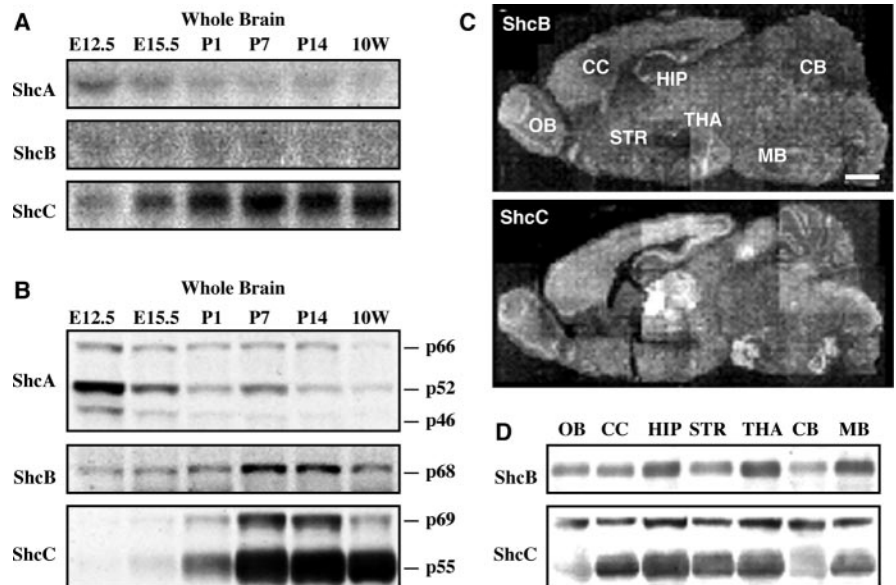 A
Whole Brain
E12.5 E15.5 P1 P7 P14 10W
ShcA
ShcB
ShcC
B
Whole Brain
E12.5 E15.5 P1 P7 P14 10W
ShcA
p66
p52
p46
ShcB
p68
ShcC
p69
p55
C
ShcB
CC
HIP
CB
OB
STR
THA
MB
ShcC
D
OB CC HIP STR THA CB MB
ShcB
ShcC